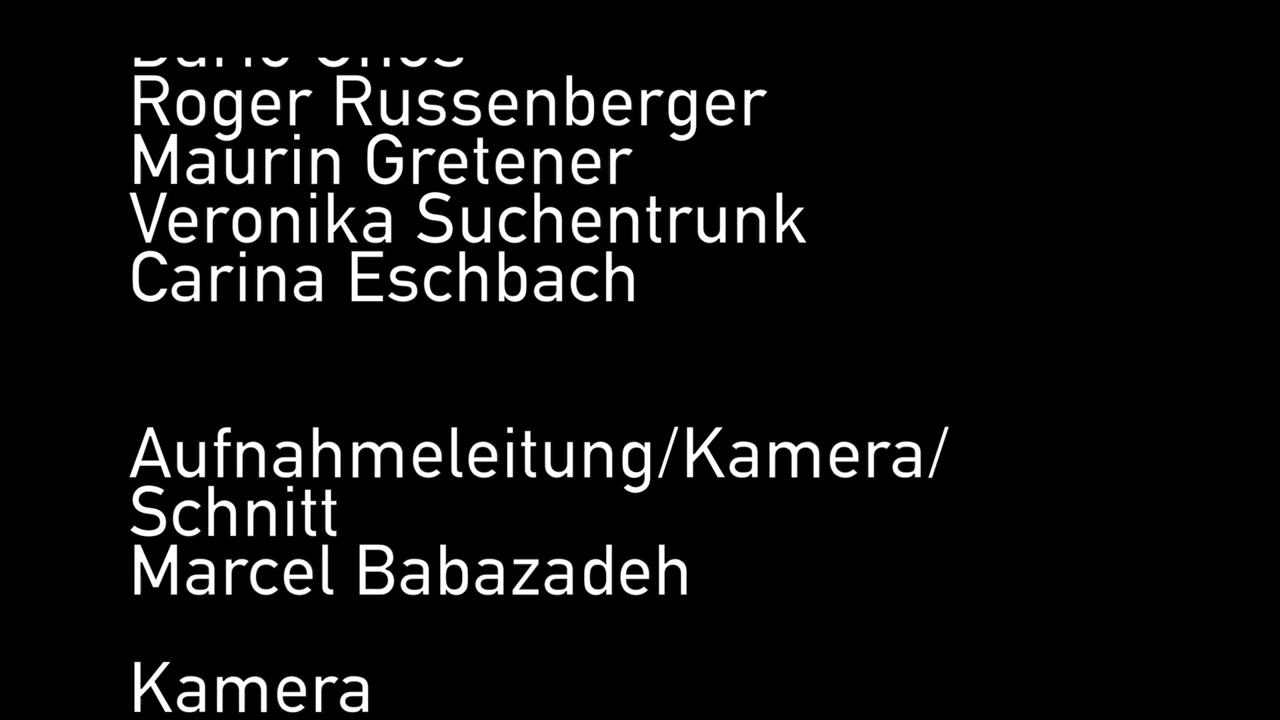 Roger Russenberger
Maurin Gretener
Veronika Suchentrunk
Carina Eschbach
Aufnahmeleitung/Kamera/
Schnitt
Marcel Babazadeh
Kamera